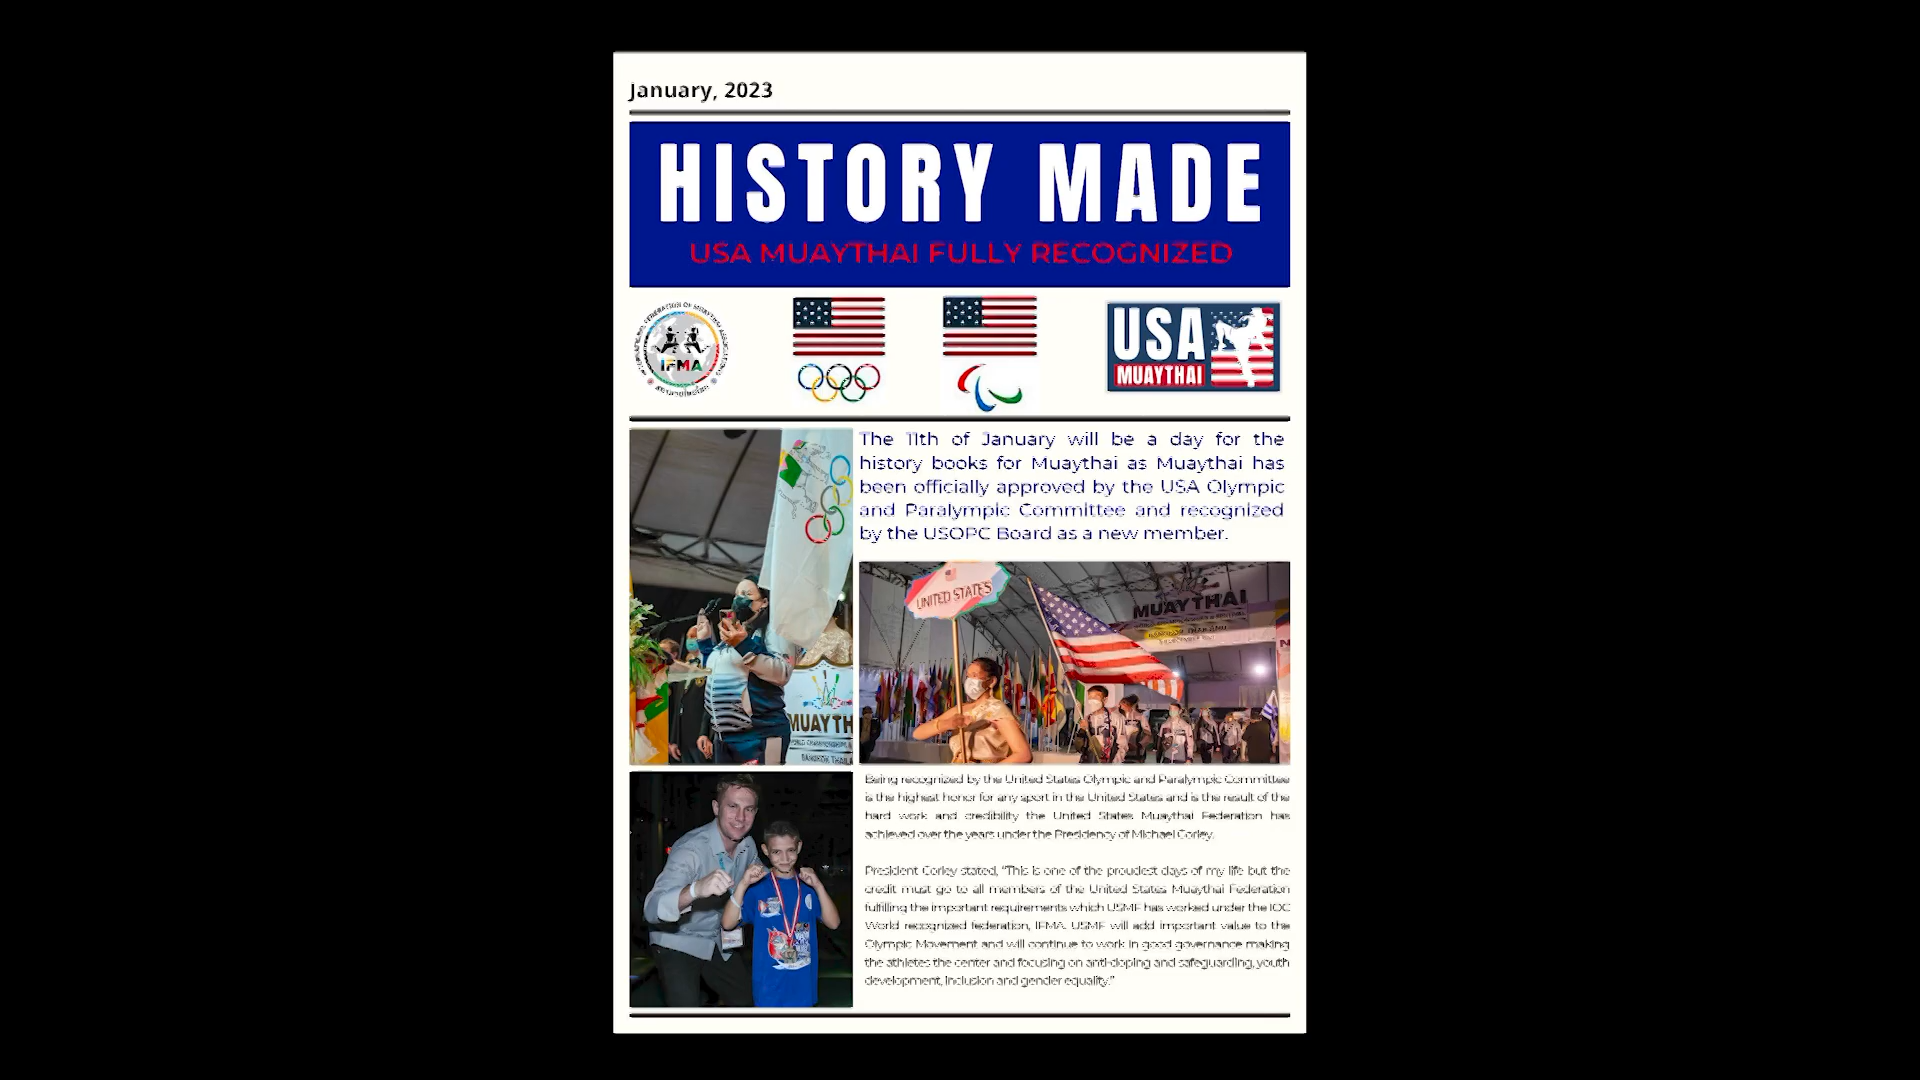 January, 2023
HISTORY MADE
USA MUAYTHAI FULLY RECOGNIZED
IFMA
USA
MUAYTHAI
The 11th of January will be a day for the
history books for Muaythai as Muaythai has
been officially approved by the USA Olympic
and Paralympic Committee and recognized
by the USOPC Board as a new member.
UNITED STATES
MUAYTHAI
MUAY TH
BANGKOK THAILA
Being recognized by the United States Olympic and Paralympic Committee
is the highest honor for any sport in the United States and is the result of the
hard work and credibility the United States Muaythai Federation has
achieved over the years under the Presidency of Michael Corley.
President Corley stated, “This is one of the proudest days of my life but the
credit must go to all members of the United States Muaythai Federation
fulfilling the important requirements which USMF has worked under the IOC
World recognized federation, IFMA. USMF will add important value to the
Olympic Movement and will continue to work in good governance making
the athletes the center and focusing on anti-doping and safeguarding, youth
development, inclusion and gender equality.”